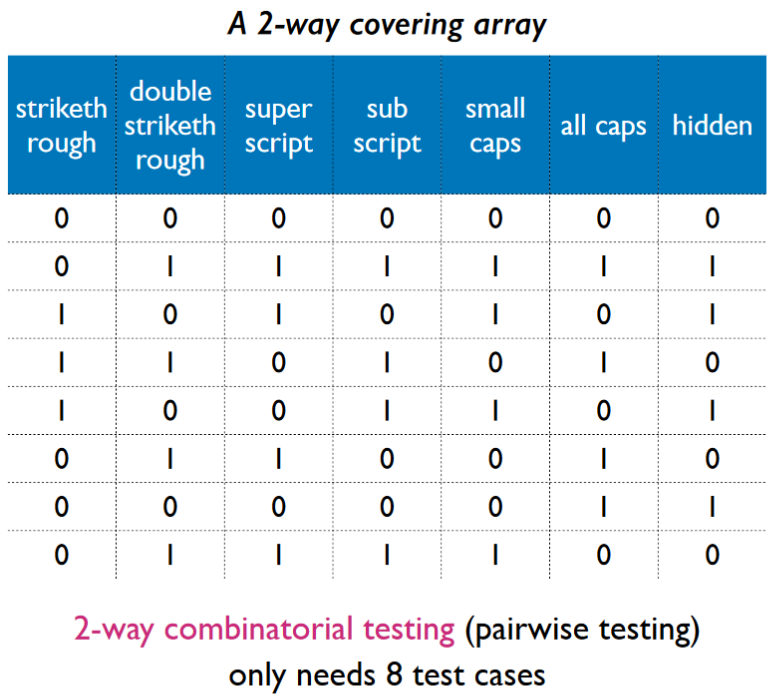 A 2-way covering array
striketh
rough
double
striketh
rough
super
script
sub
script
small
caps
all caps
hidden
0 0 0 0 0 0 0
0 1 1 1 1 1 1
1 0 1 0 1 0 1
1 1 0 1 0 1 0
1 0 0 1 1 0 1
0 1 1 0 0 1 0
0 0 0 0 0 1 1
0 1 1 1 1 0 0
2-way combinatorial testing (pairwise testing)
only needs 8 test cases